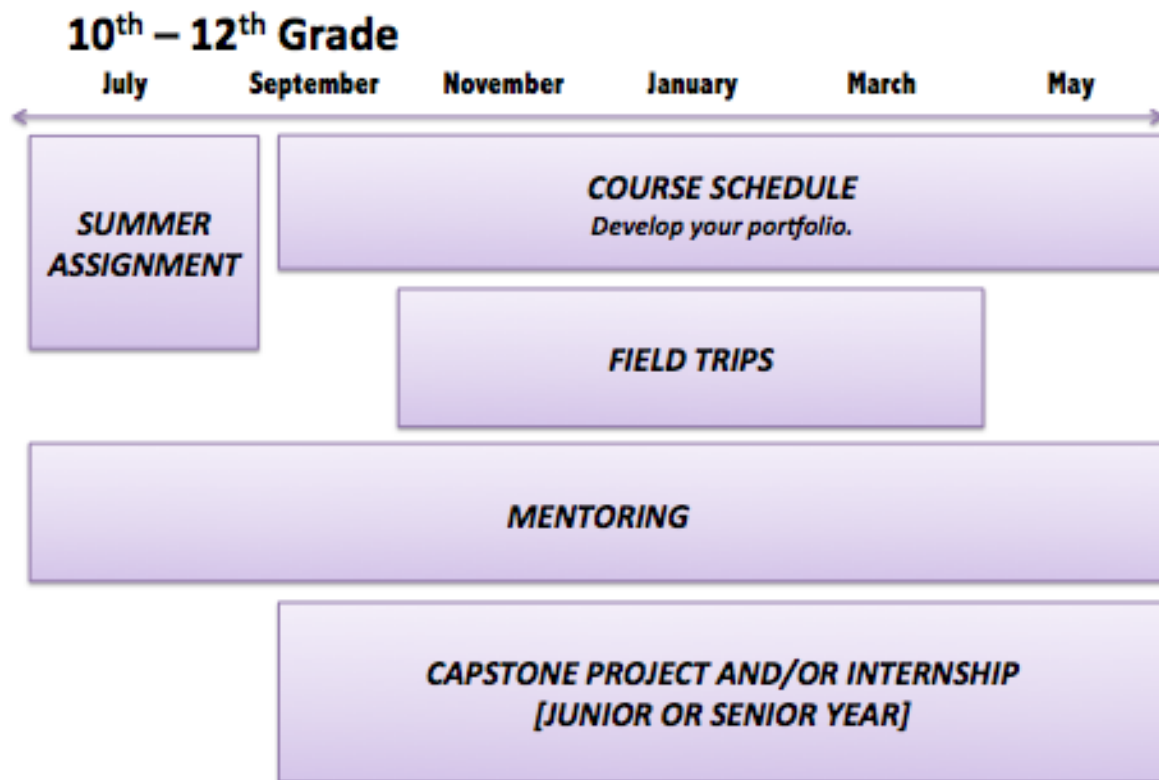 10th – 12th Grade
July September November January March May
SUMMER
ASSIGNMENT
COURSE SCHEDULE
Develop your portfolio.
FIELD TRIPS
MENTORING
CAPSTONE PROJECT AND/OR INTERNSHIP
[JUNIOR OR SENIOR YEAR]